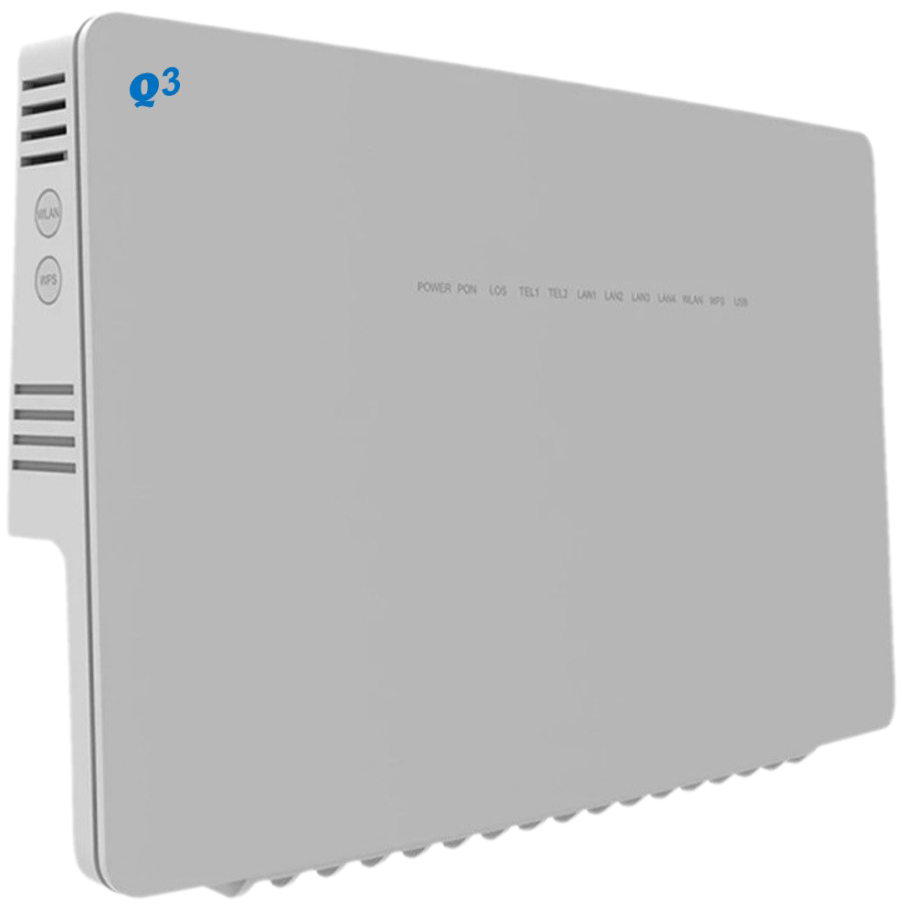 Q3
WLAN
WPS
POWER PON LOS TEL1 TEL2 LAN1 LAN2 LAN3 LAN4 WLAN WPS USB